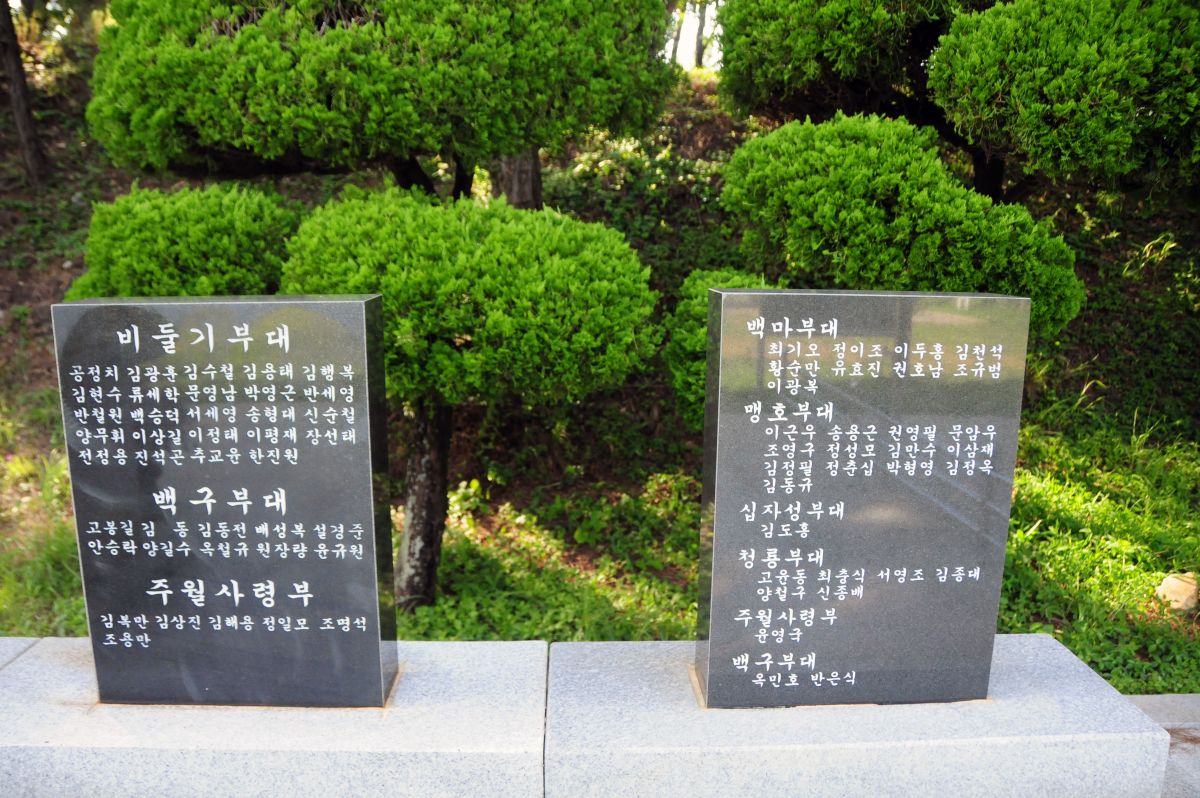 비둘기부대
공정치 김광훈 김수철 김용태 김행복
김현수 류세학 문영남 박영근 반세영
반철원 백승덕 서세영 송형대 신순철
양무휘 이상길 이정태 이평재 장선태
전정용 진석곤 추교윤 한진원
백구부대
고봉길 김 동 김동전 배성복 설경준
안승락 양길수 옥철규 원장량 윤규원
주월사령부
김복만 김상진 김해용 정일모 조명석
조용만
백마부대
최기오 정이조 이두흥 김천석
황순만 유효진 권호남 조규범
이광복
맹호부대
이근우 송용근 권영필 문암우
조영구 정성모 김만수 이삼재
김정필 정춘심 박형영 김정옥
김동규
십자성부대
김도홍
청룡부대
고윤동 최충식 서영조 김종대
양철구 신종배
주월사령부
윤영극
백구부대
옥민호 반은식